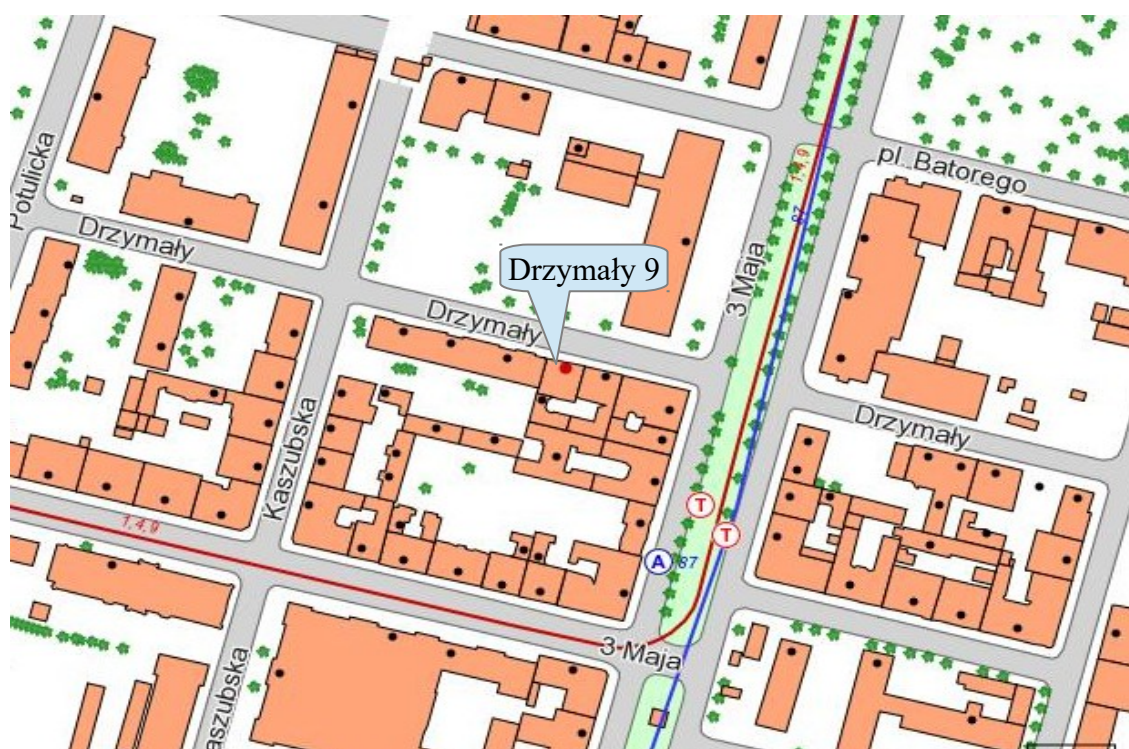 1, 4, 9
pl. Batorego
Potulicka
87
Drzymały
3 Maja
Drzymały 9
Drzymały
Kaszubska
Drzymały
T
1, 4, 9
T
A
87
3 Maja
aszubska